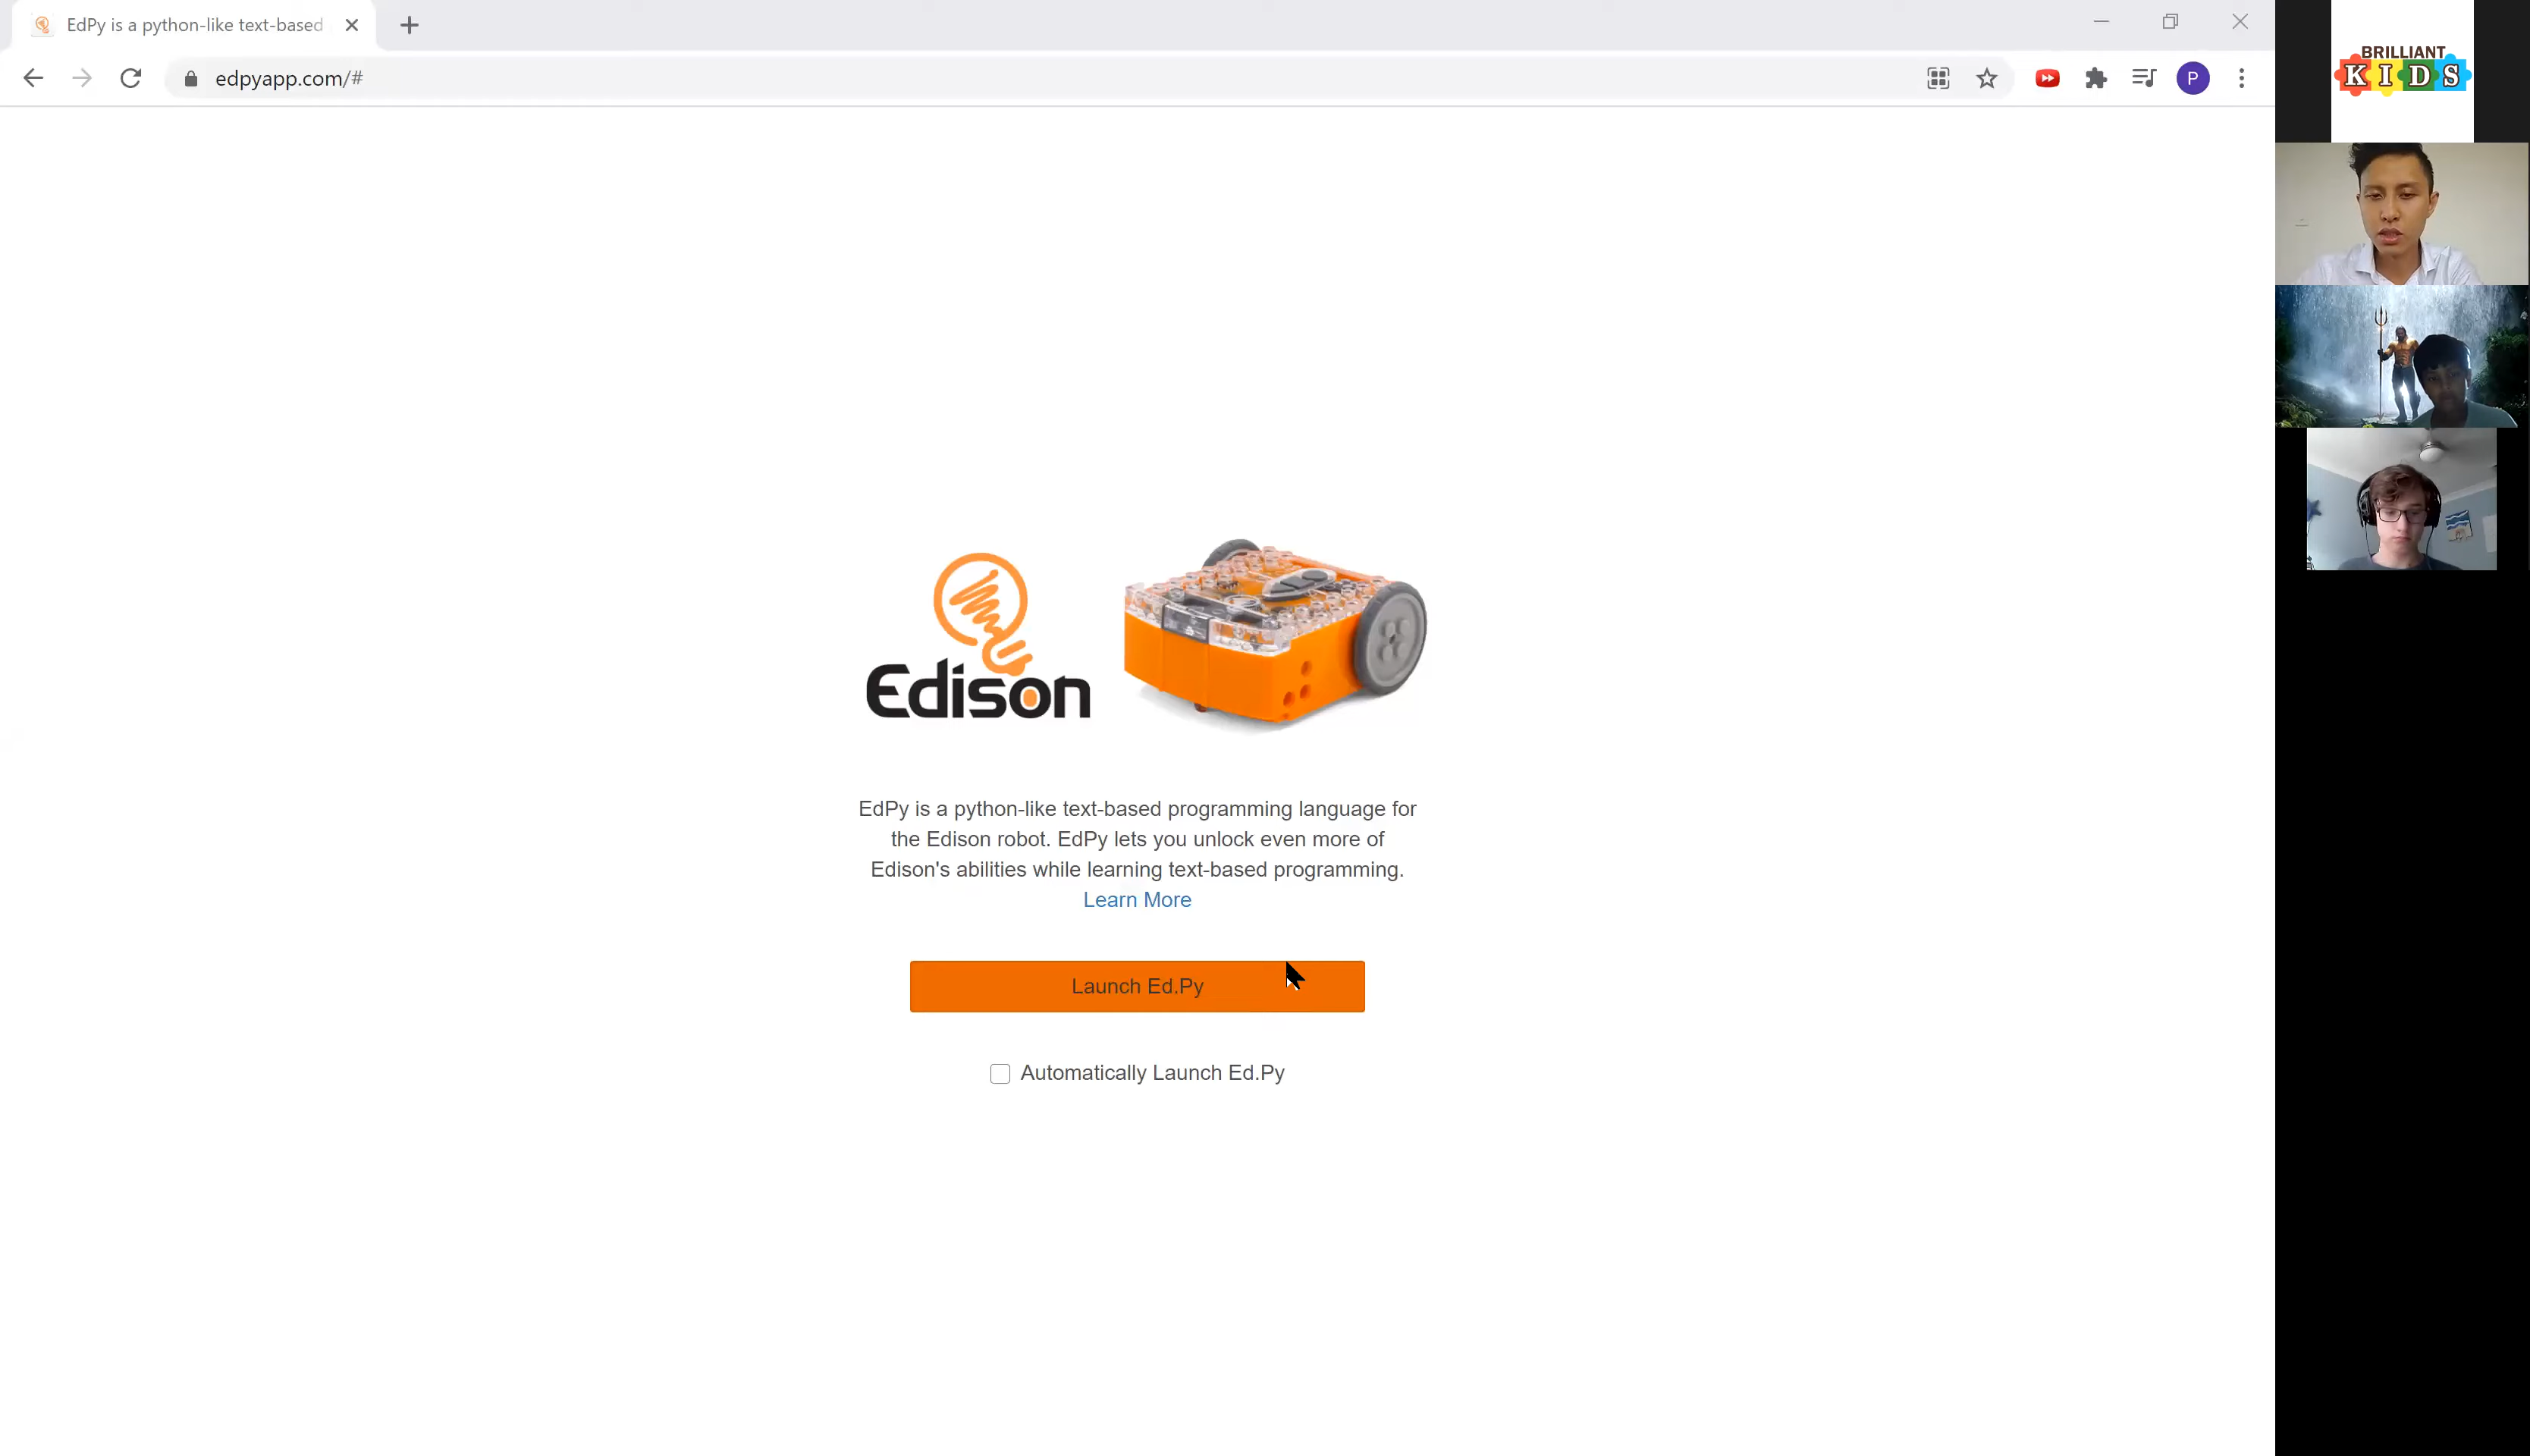 EdPy is a python-like text-based
edpyapp.com/#
P
BRILLIANT
KIDS
Edison
EdPy is a python-like text-based programming language for
the Edison robot. EdPy lets you unlock even more of
Edison's abilities while learning text-based programming.
Learn More
Launch Ed.Py
Automatically Launch Ed.Py